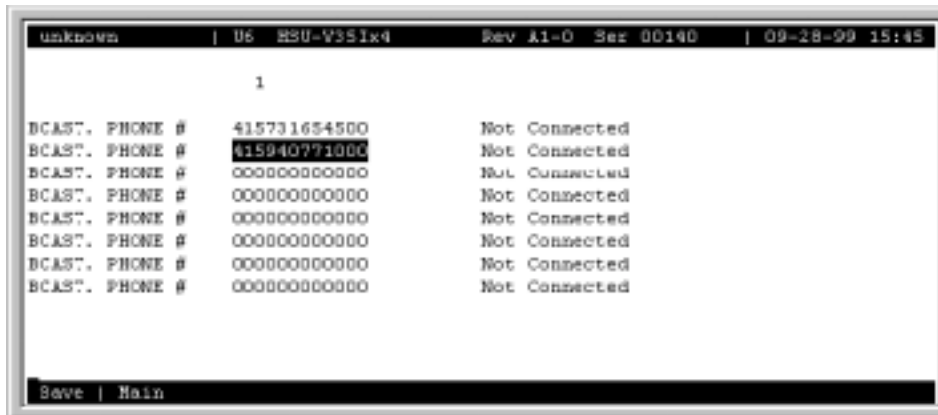 unknown | U6 HSU-V35Ix4 Rev A1-0 Ser 00140 | 09-28-99 15:45
1
BCAST. PHONE # 415731654500 Not Connected
BCAST. PHONE # 415940771000 Not Connected
BCAST. PHONE # 000000000000 Not Connected
BCAST. PHONE # 000000000000 Not Connected
BCAST. PHONE # 000000000000 Not Connected
BCAST. PHONE # 000000000000 Not Connected
BCAST. PHONE # 000000000000 Not Connected
BCAST. PHONE # 000000000000 Not Connected
Save | Main